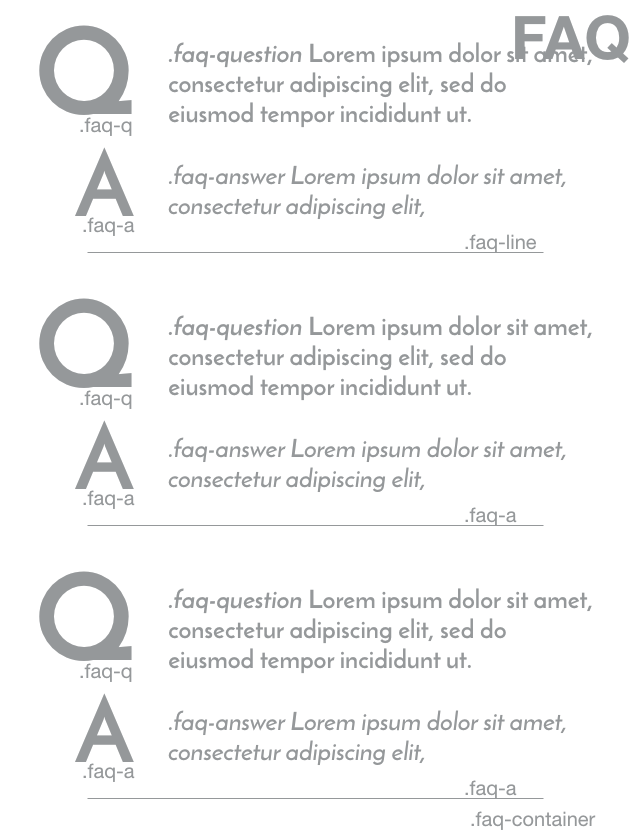 FAQ
Q
.faq-question Lorem ipsum dolor sit amet,
consectetur adipiscing elit, sed do
eiusmod tempor incididunt ut.
.faq-q
A
.faq-answer Lorem ipsum dolor sit amet,
consectetur adipiscing elit,
.faq-a
.faq-line
Q
.faq-question Lorem ipsum dolor sit amet,
consectetur adipiscing elit, sed do
eiusmod tempor incididunt ut.
.faq-q
A
.faq-answer Lorem ipsum dolor sit amet,
consectetur adipiscing elit,
.faq-a
.faq-a
Q
.faq-question Lorem ipsum dolor sit amet,
consectetur adipiscing elit, sed do
eiusmod tempor incididunt ut.
.faq-q
A
.faq-answer Lorem ipsum dolor sit amet,
consectetur adipiscing elit,
.faq-a
.faq-a
.faq-container